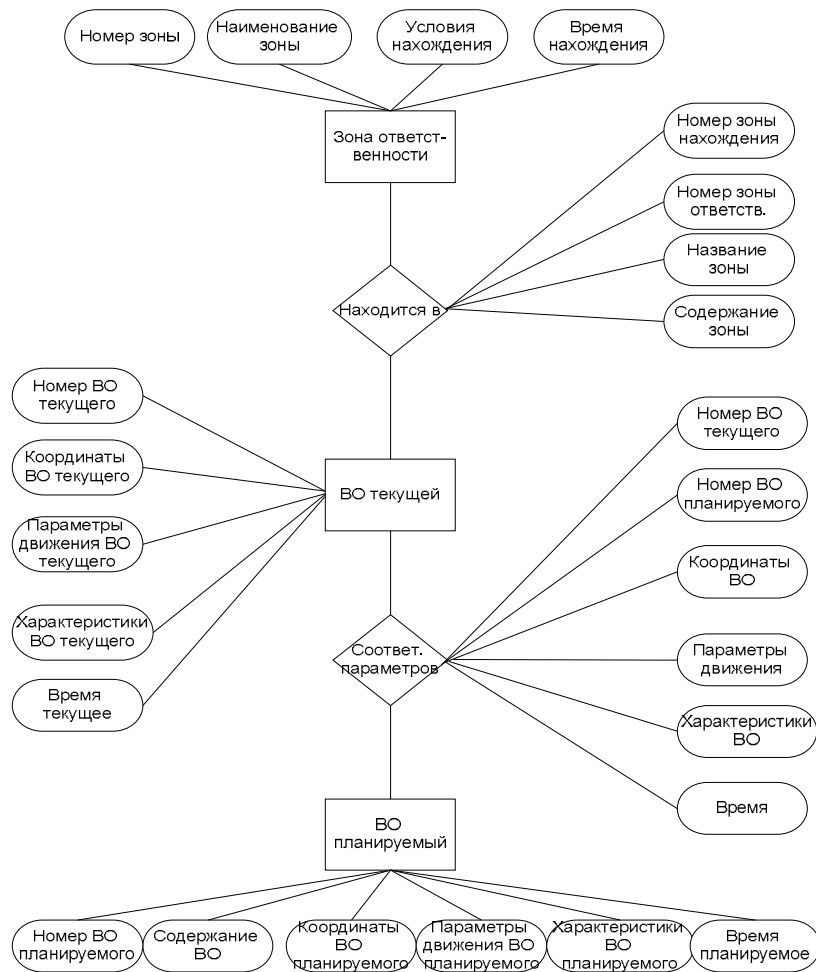 Номер зоны
Наименование
зоны
Условия
нахождения
Время
нахождения
Зона ответст-
венности
Номер зоны
нахождения
Номер зоны
ответств.
Название
зоны
Содержание
зоны
Находится в
Номер ВО
текущего
Координаты
ВО текущего
Параметры
движения ВО
текущего
Характеристики
ВО текущего
Время
текущее
ВО текущей
Номер ВО
текущего
Номер ВО
планируемого
Координаты
ВО
Параметры
движения
Характеристики
ВО
Время
Соответ.
параметров
ВО
планируемый
Номер ВО
планируемого
Содержание
ВО
Координаты
ВО
планируемого
Параметры
движения ВО
планируемого
Характеристики
ВО
планируемого
Время
планируемое